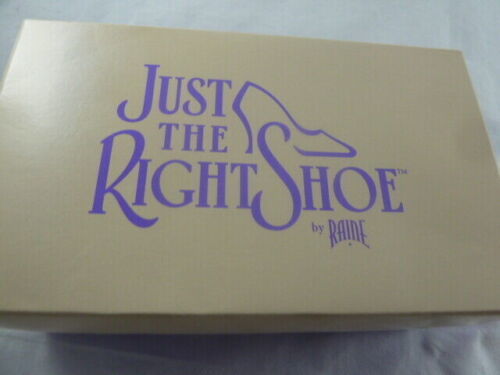 JUST
THE
RIGHT SHOE™
by RAINE